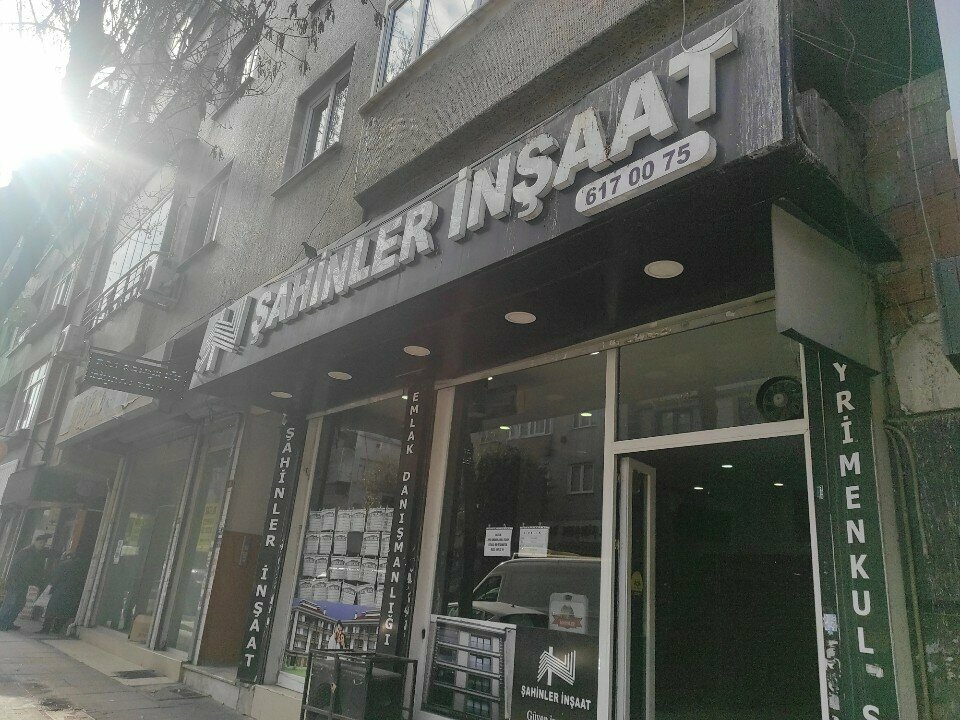 ŞAHİNLER İNŞAAT
617 00 75
ŞAHİNLER İNŞAAT
EMLAK DANIŞMANLIĞI
YRİMENKUL
ŞAHİNLER İNŞAAT